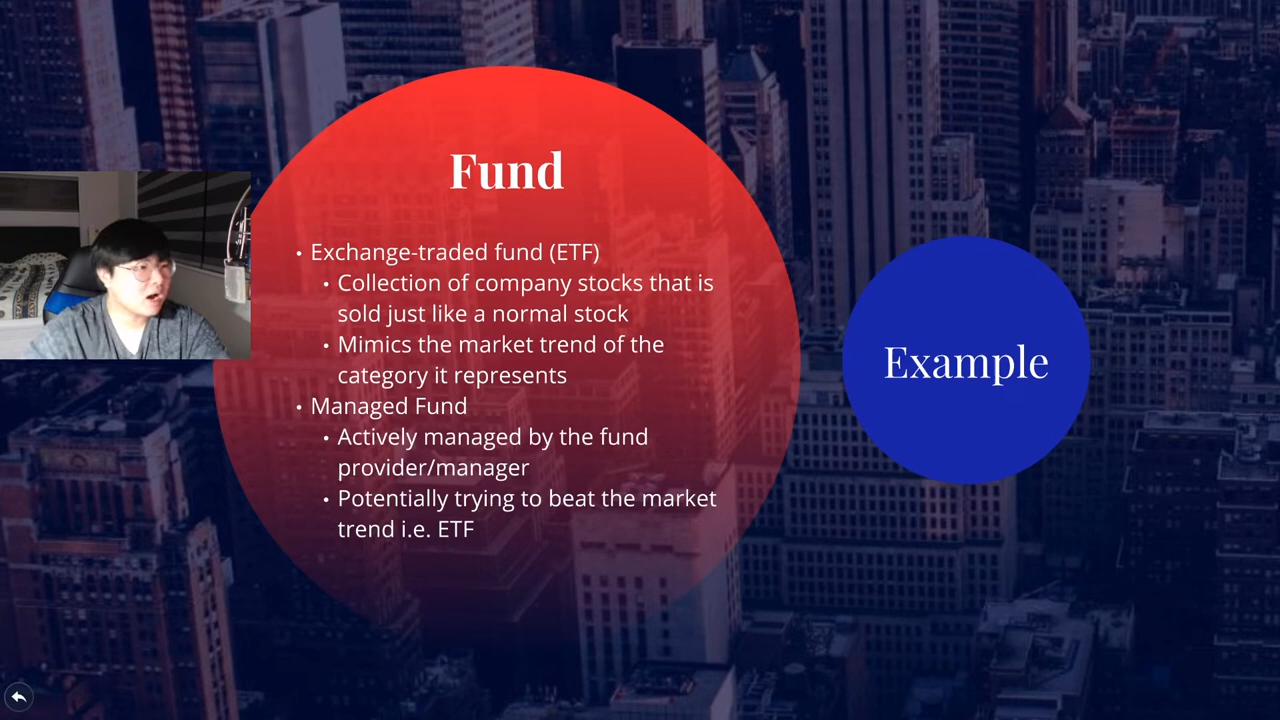 Fund
• Exchange-traded fund (ETF)
• Collection of company stocks that is
sold just like a normal stock
• Mimics the market trend of the
category it represents
• Managed Fund
• Actively managed by the fund
provider/manager
• Potentially trying to beat the market
trend i.e. ETF
Example